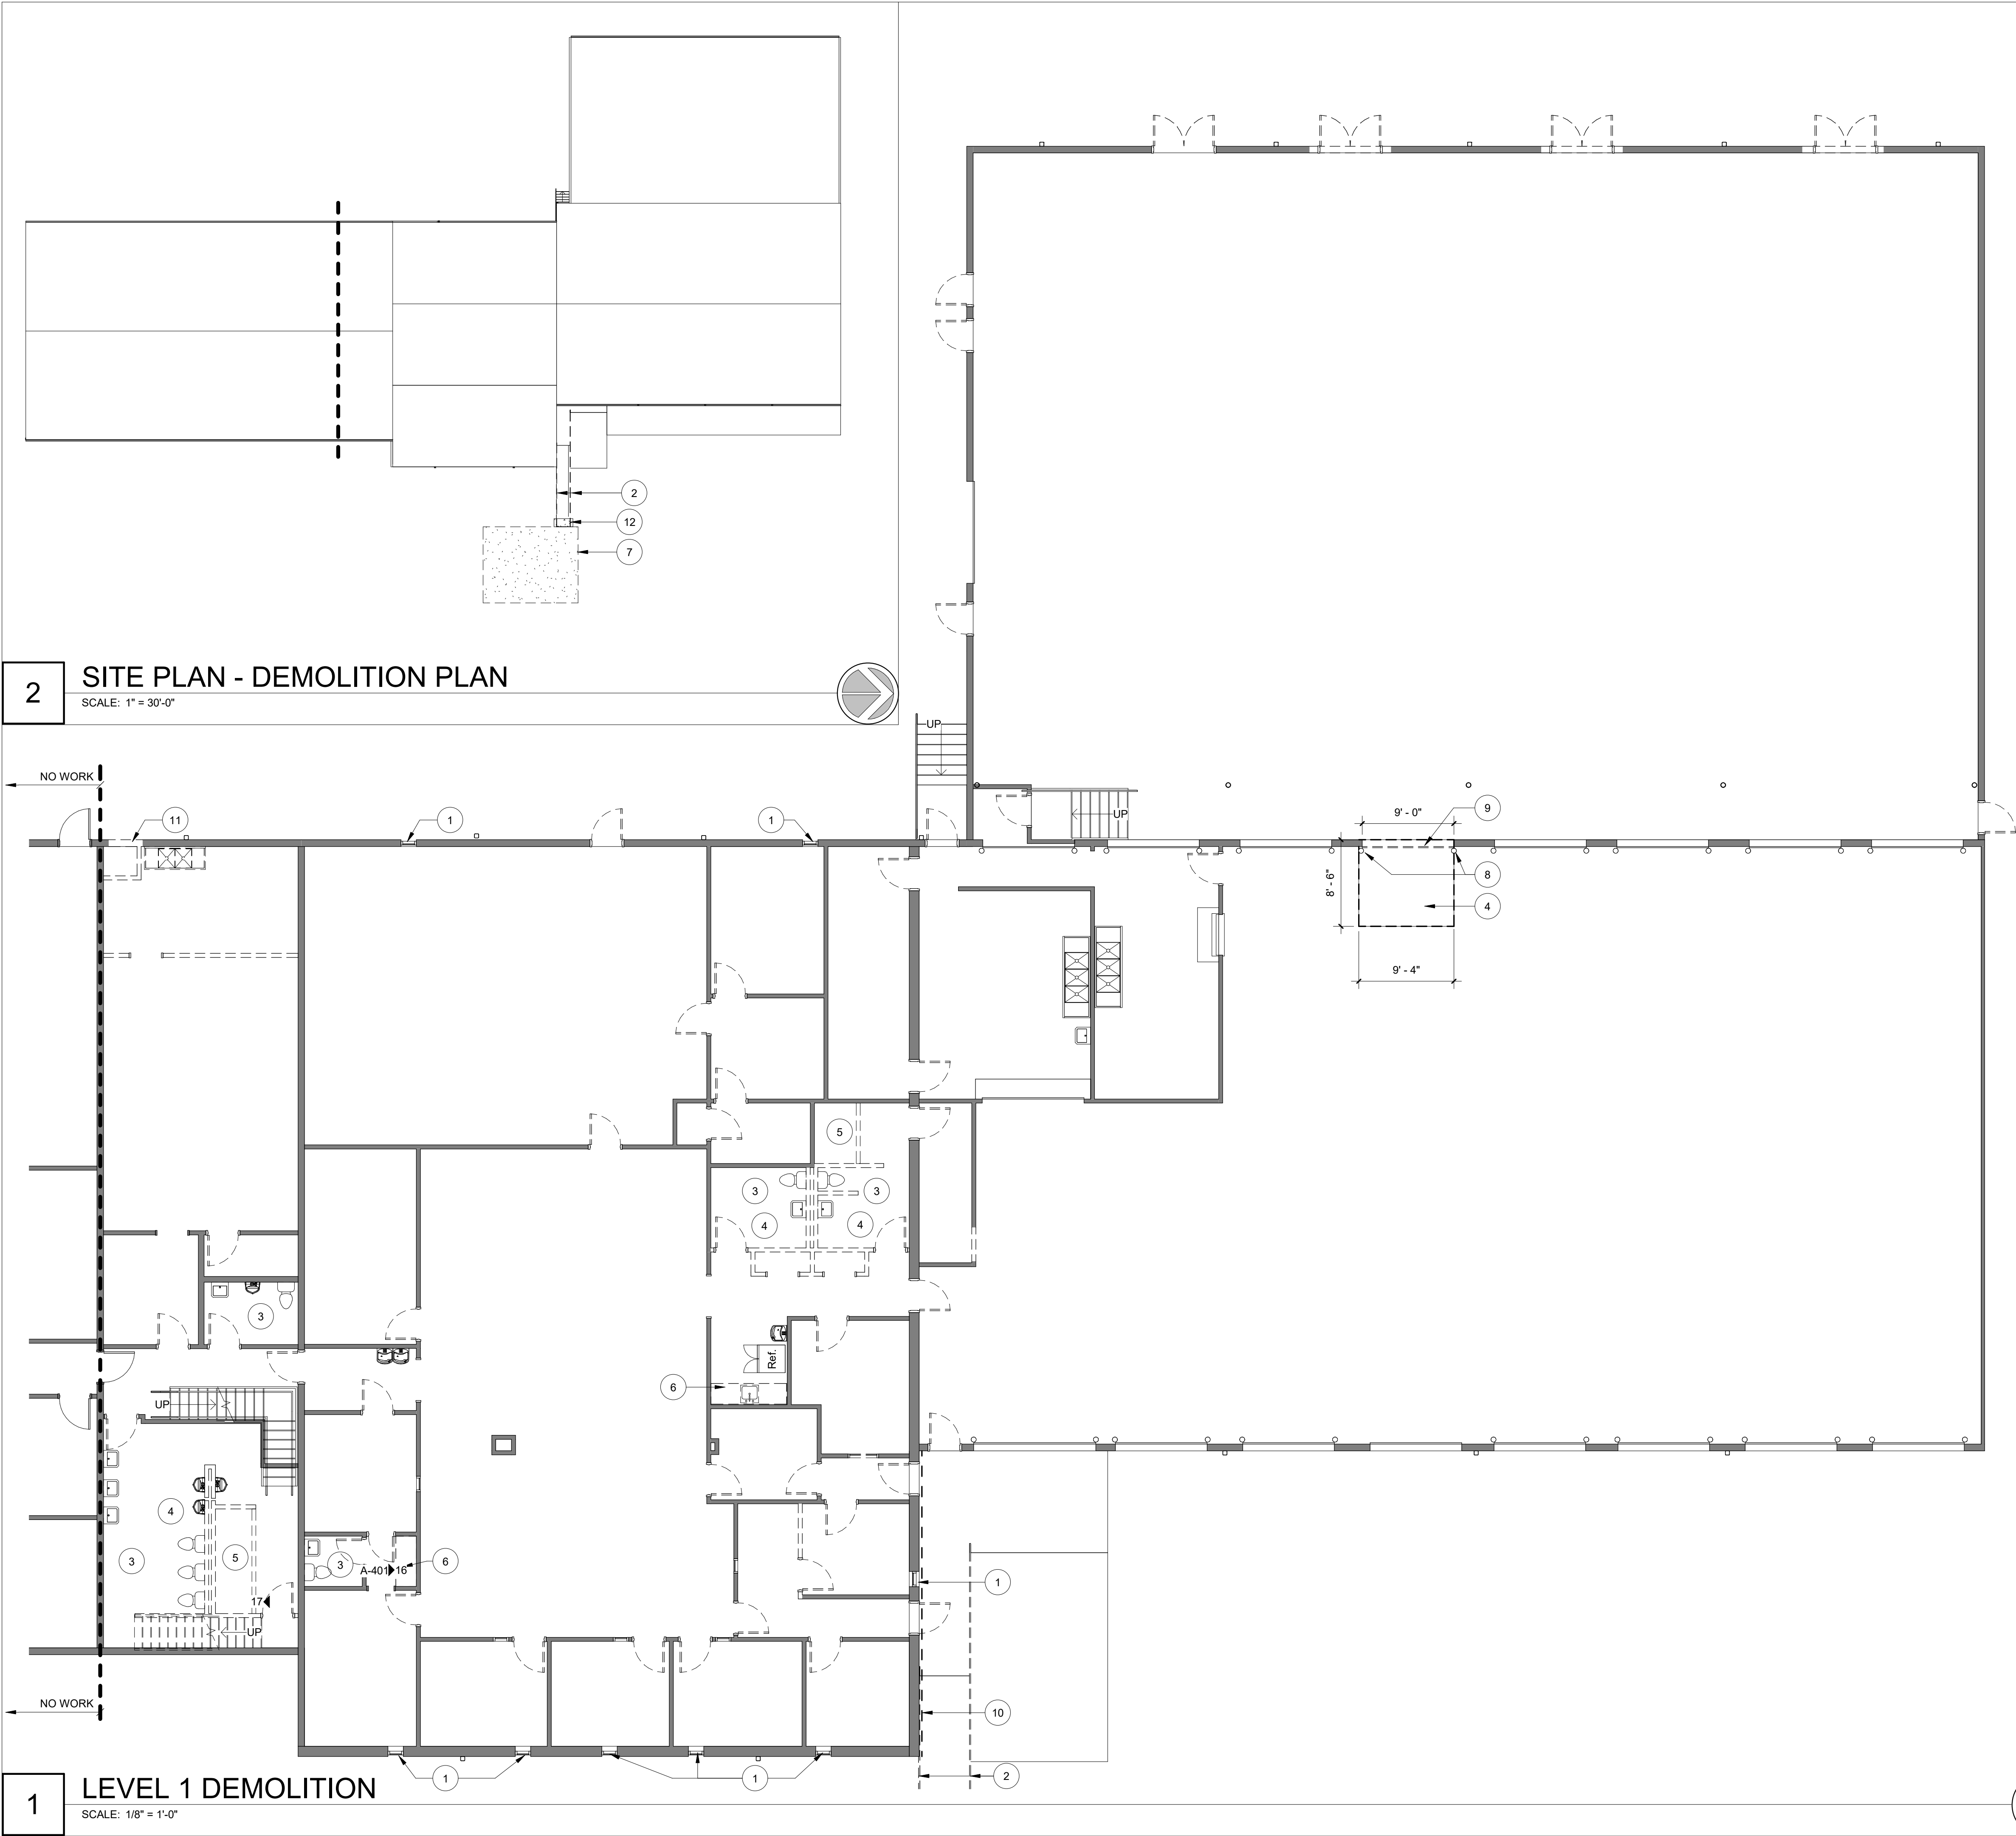 2
12
7
2
SITE PLAN - DEMOLITION PLAN
SCALE: 1" = 30'-0"
UP
NO WORK
11
1
1
UP
9' - 0"
9
8' - 6"
8
4
9' - 4"
5
3
3
4
4
3
Ref.
6
UP
4
3
5
3
A-401
16
6
17
UP
1
NO WORK
10
1
1
2
1
LEVEL 1 DEMOLITION
SCALE: 1/8" = 1'-0"